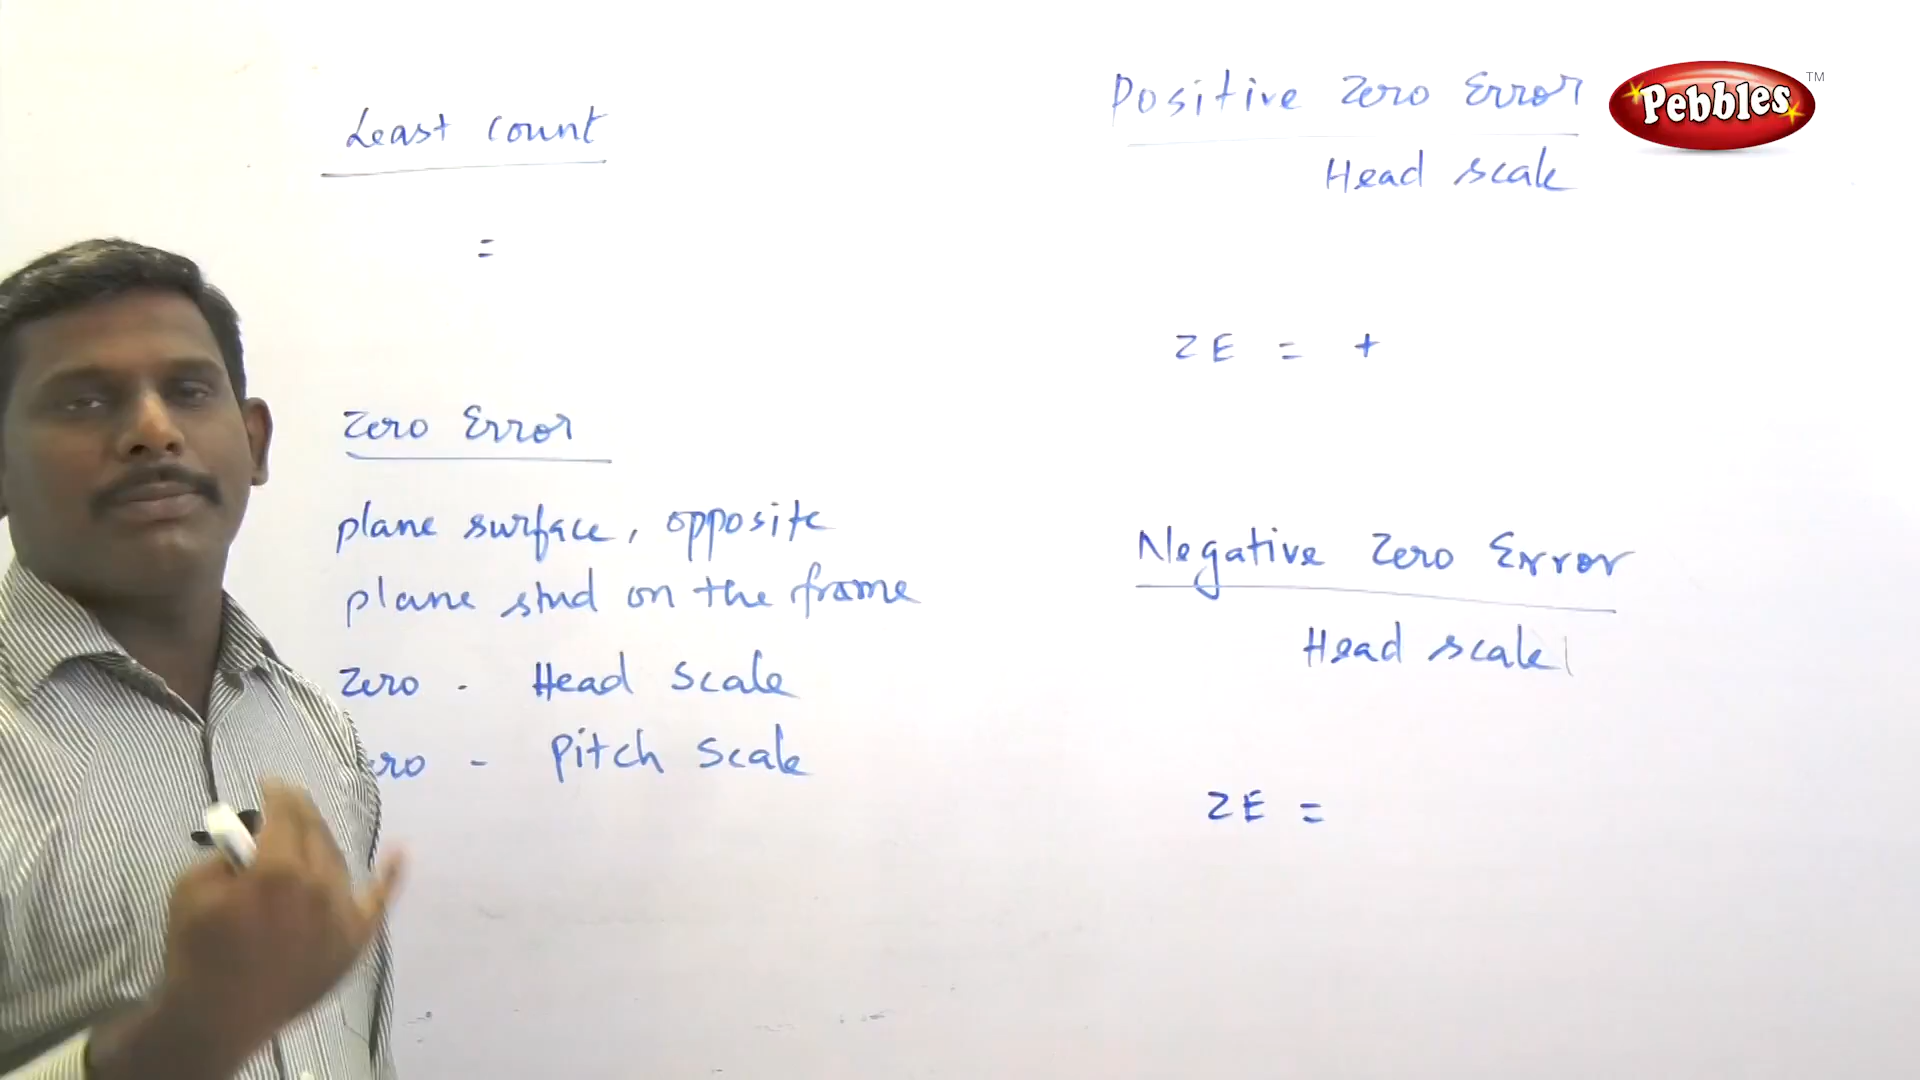 Least count
=
Zero Error
plane surface, opposite
plane stud on the frame
Zero - Head scale
ero - Pitch scale
Positive Zero Error
Head scale
ZE = +
Negative Zero Error
Head scale
ZE =
Pebbles TM